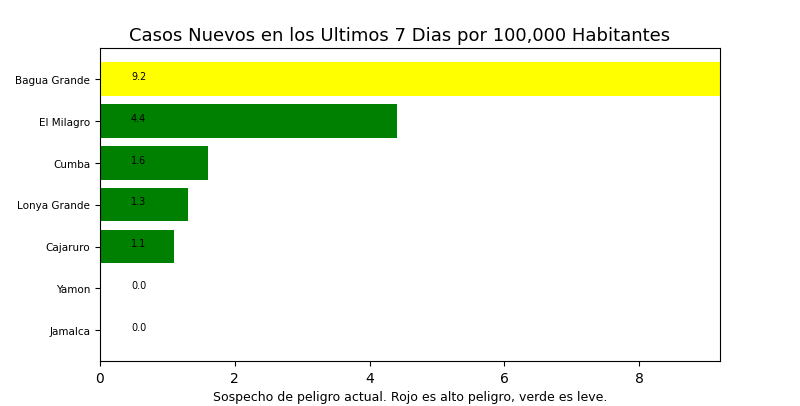 Casos Nuevos en los Ultimos 7 Dias por 100,000 Habitantes
Bagua Grande 9.2
El Milagro 4.4
Cumba 1.6
Lonya Grande 1.3
Cajaruro 1.1
Yamon 0.0
Jamalca 0.0
0 2 4 6 8
Sospecho de peligro actual. Rojo es alto peligro, verde es leve.